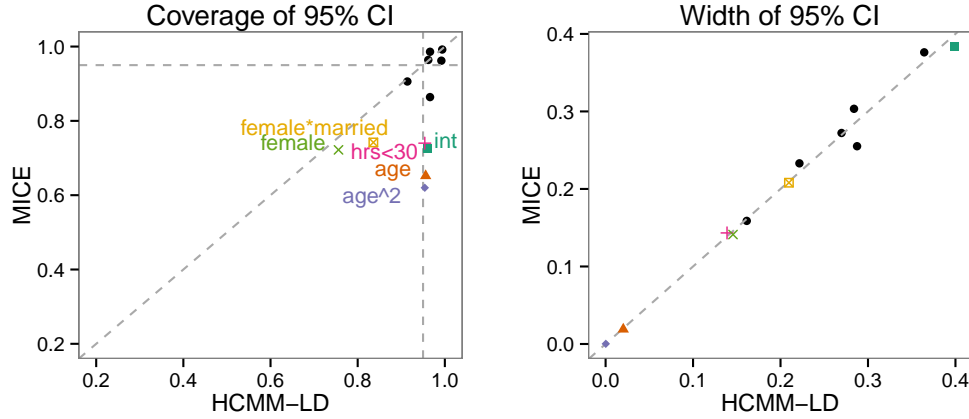 Coverage of 95% CI
1.0
0.8
0.6
0.4
0.2
MICE
female*married
female
hrs<30
int
age
age^2
0.2 0.4 0.6 0.8 1.0
HCMM−LD
Width of 95% CI
0.4
0.3
0.2
0.1
0.0
MICE
0.0 0.1 0.2 0.3 0.4
HCMM−LD